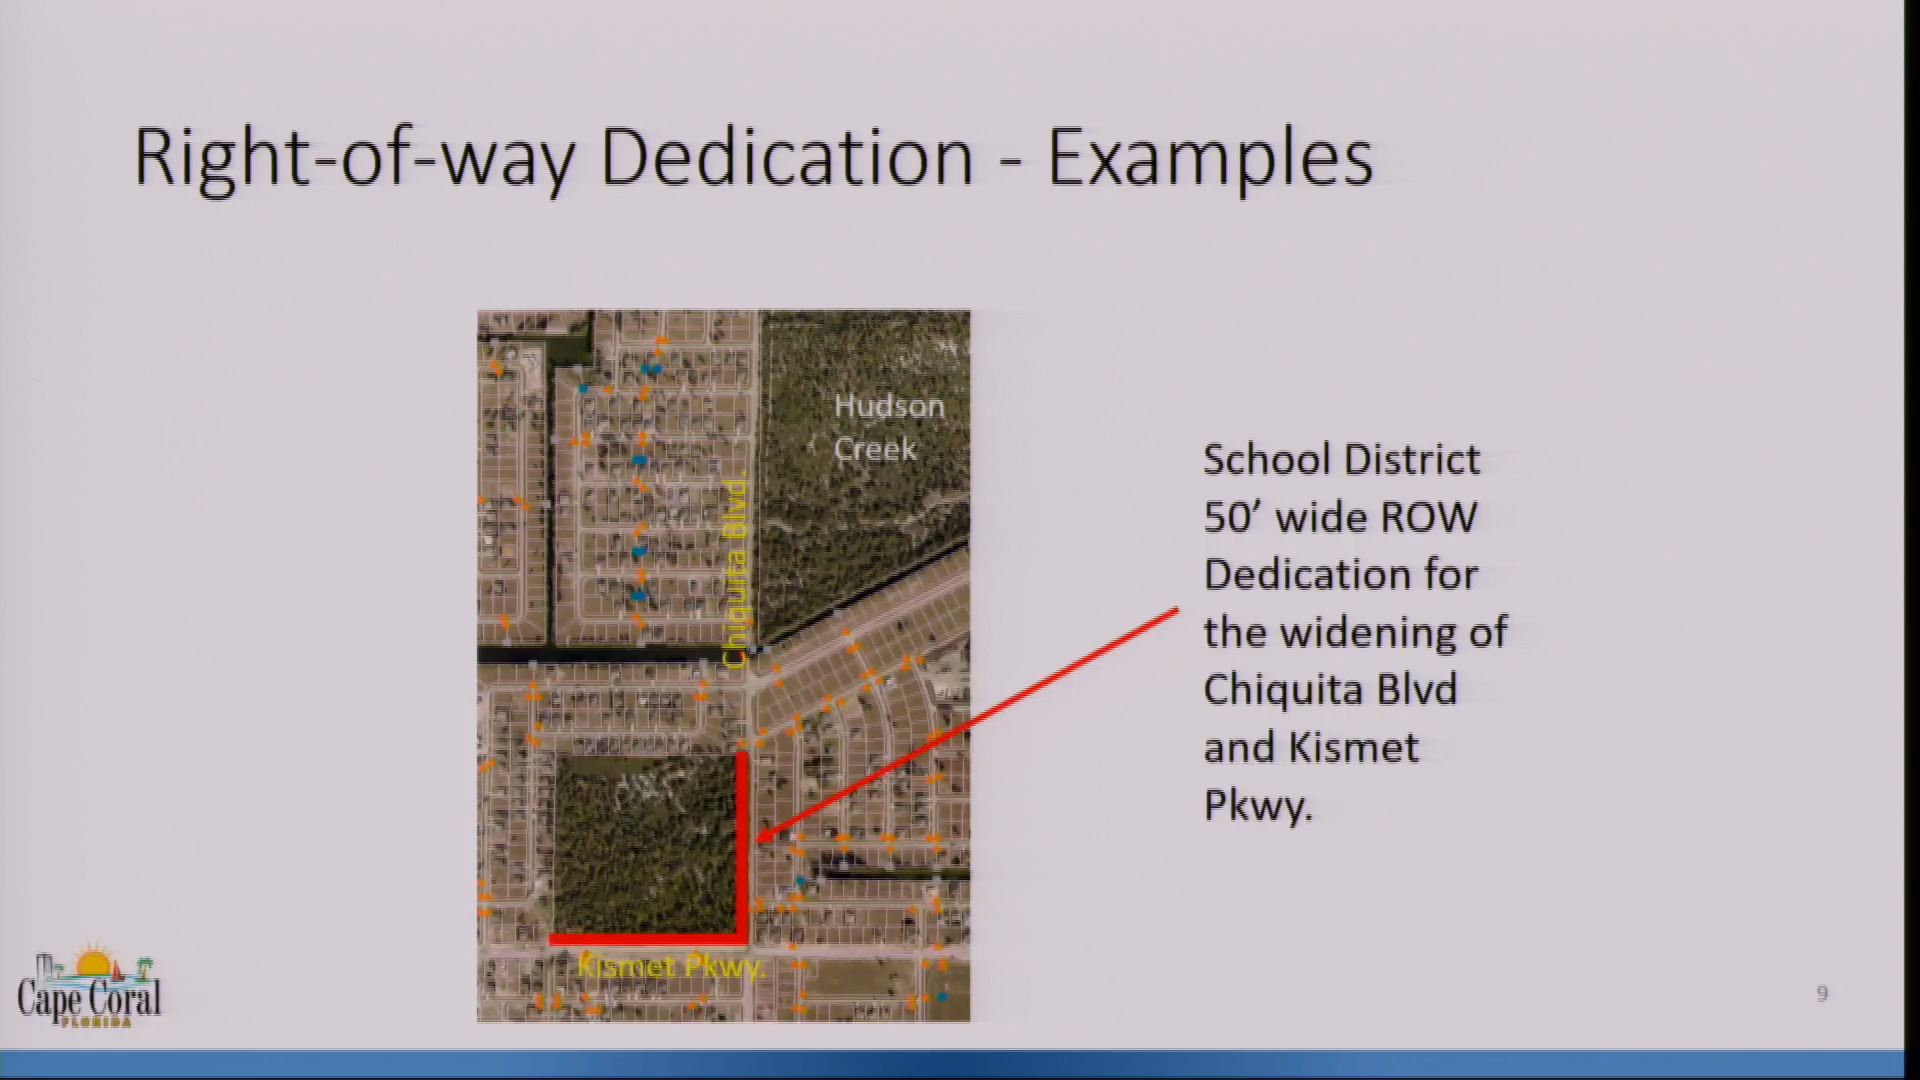 Right-of-way Dedication - Examples
Hudson
Creek
Chiquita Blvd.
School District
50’ wide ROW
Dedication for
the widening of
Chiquita Blvd
and Kismet
Pkwy.
Kismet Pkwy.
Cape Coral
FLORIDA
9